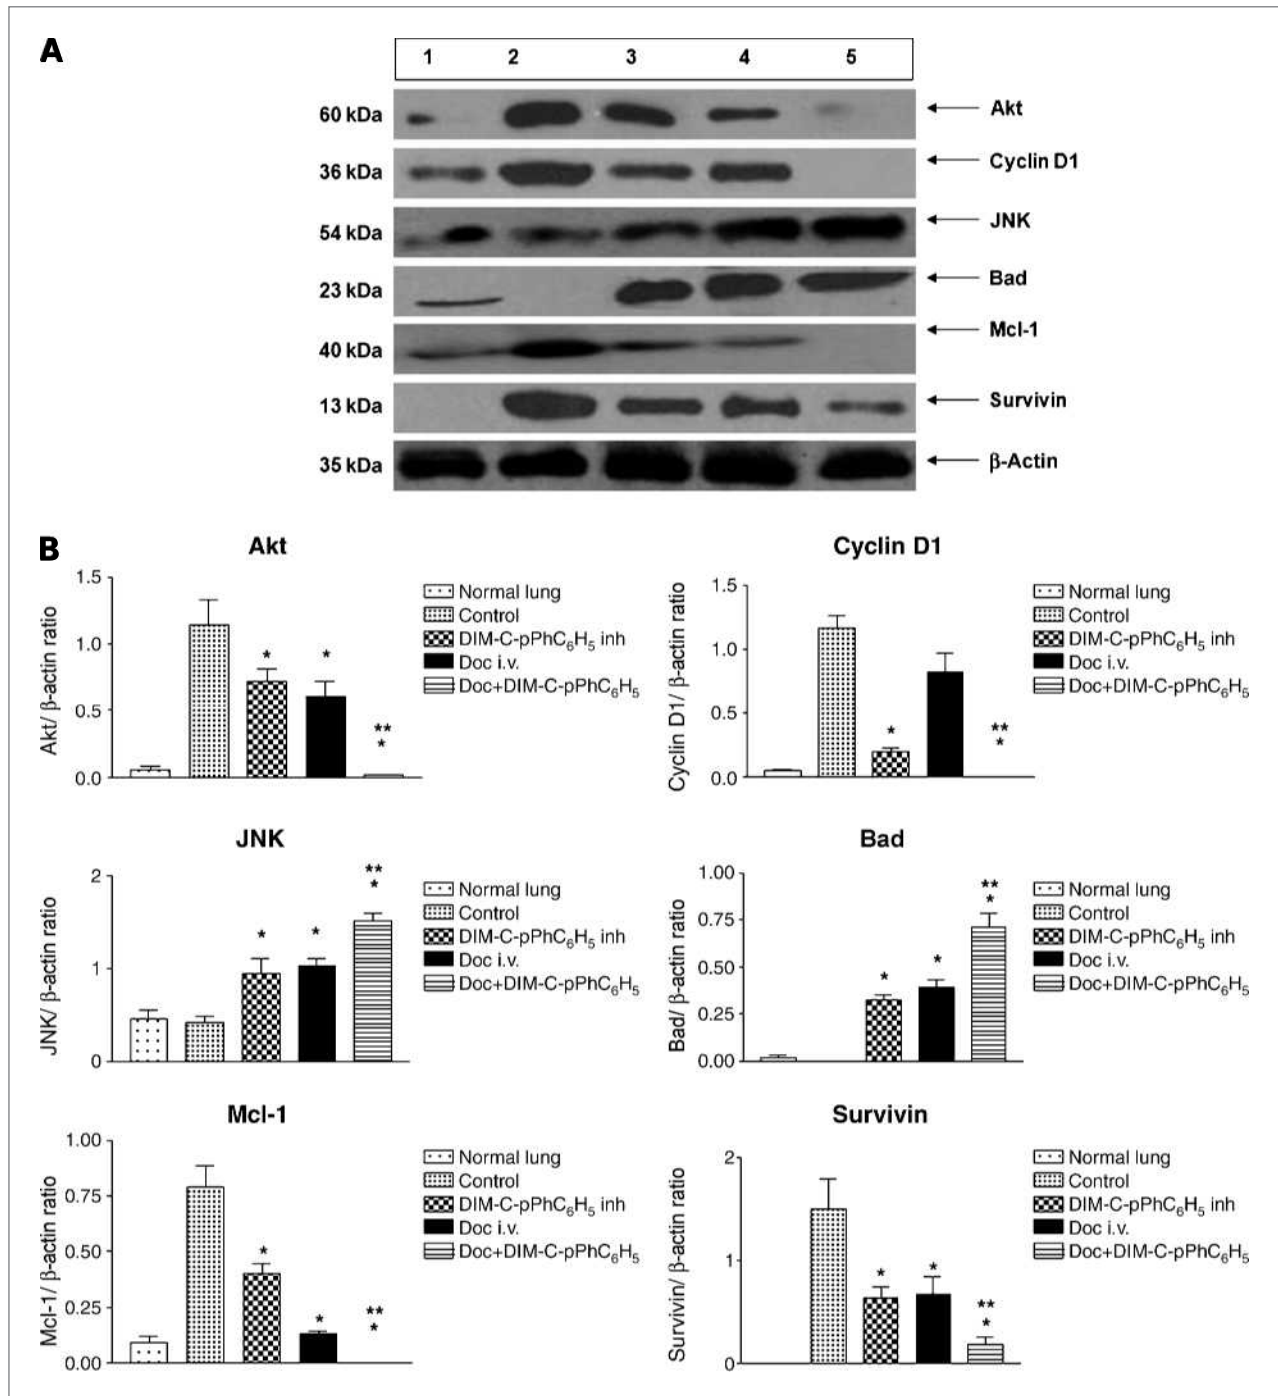 A
1 2 3 4 5
60 kDa Akt
36 kDa Cyclin D1
54 kDa JNK
23 kDa Bad
40 kDa Mcl-1
13 kDa Survivin
35 kDa β-Actin
B
Akt
Akt/ β-actin ratio
1.5
1.0
0.5
0.0
* * ** *
Normal lung
Control
DIM-C-pPhC6H5 inh
Doc i.v.
Doc+DIM-C-pPhC6H5
Cyclin D1
Cyclin D1/ β-actin ratio
1.5
1.0
0.5
0.0
* ** *
Normal lung
Control
DIM-C-pPhC6H5 inh
Doc i.v.
Doc+DIM-C-pPhC6H5
JNK
JNK/ β-actin ratio
2
1
0
* * ** *
Normal lung
Control
DIM-C-pPhC6H5 inh
Doc i.v.
Doc+DIM-C-pPhC6H5
Bad
Bad/ β-actin ratio
1.00
0.75
0.50
0.25
0.00
* * ** *
Normal lung
Control
DIM-C-pPhC6H5 inh
Doc i.v.
Doc+DIM-C-pPhC6H5
Mcl-1
Mcl-1/ β-actin ratio
1.00
0.75
0.50
0.25
0.00
* * ** *
Normal lung
Control
DIM-C-pPhC6H5 inh
Doc i.v.
Doc+DIM-C-pPhC6H5
Survivin
Survivin/ β-actin ratio
2
1
0
* * ** *
Normal lung
Control
DIM-C-pPhC6H5 inh
Doc i.v.
Doc+DIM-C-pPhC6H5